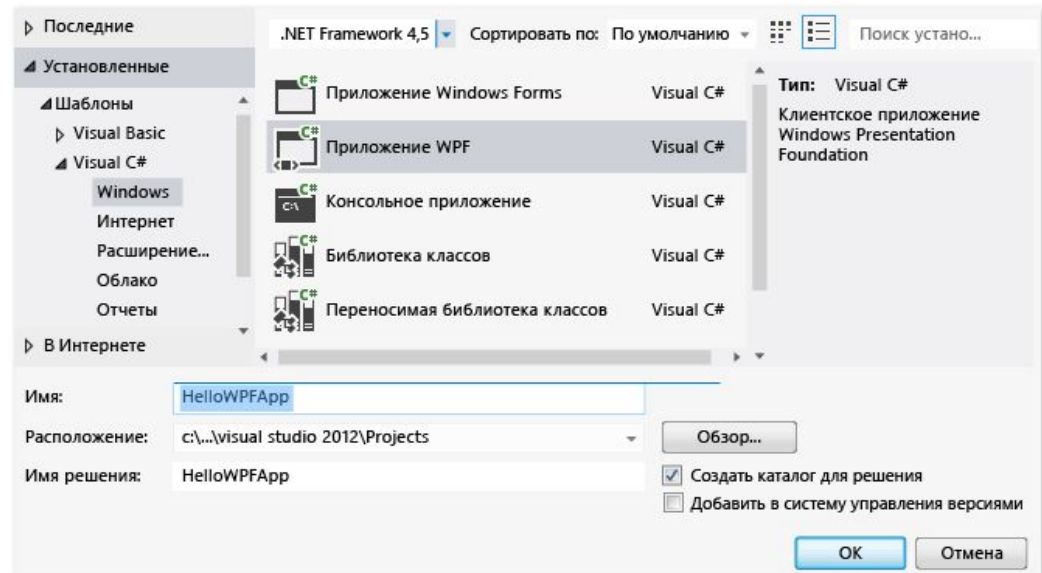 Последние
.NET Framework 4,5 Сортировать по: По умолчанию Поиск устано...
Установленные
Шаблоны
Visual Basic
Visual C#
Windows
Интернет
Расширение...
Облако
Отчеты
В Интернете
C# Приложение Windows Forms Visual C#
C# Приложение WPF Visual C#
C# C:\ Консольное приложение Visual C#
C# Библиотека классов Visual C#
C# Переносимая библиотека классов Visual C#
Тип: Visual C#
Клиентское приложение
Windows Presentation
Foundation
Имя: HelloWPFApp
Расположение: c:\...\visual studio 2012\Projects Обзор...
Имя решения: HelloWPFApp
Создать каталог для решения
Добавить в систему управления версиями
OK Отмена